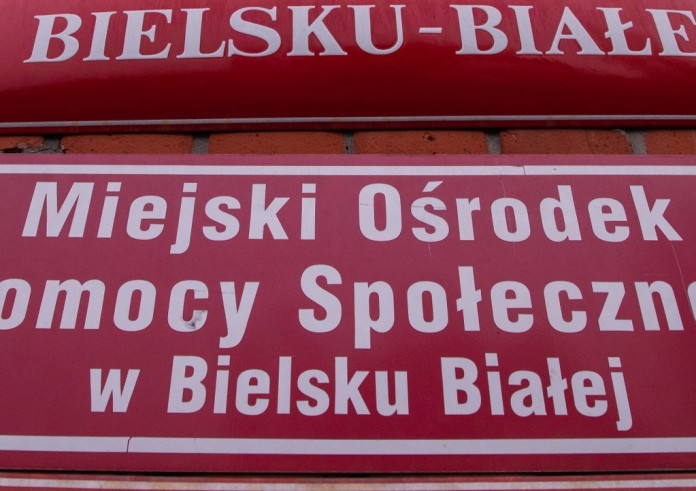 BIELSKU-BIAŁE
Miejski Ośrodek
omocy Społeczne
w Bielsku Białej